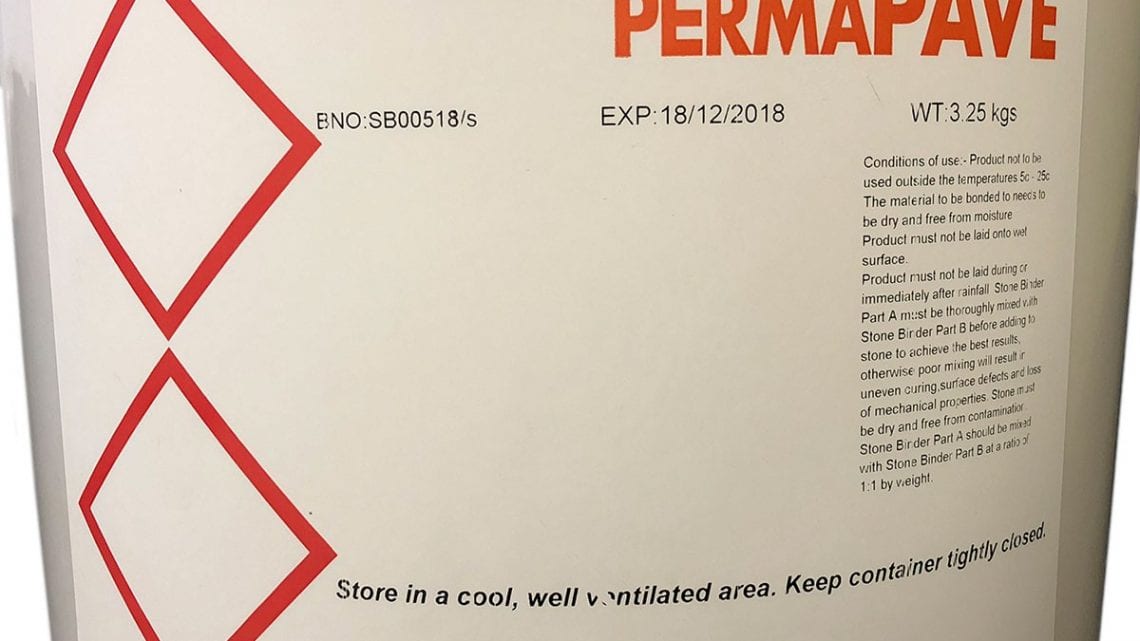 PERMAPAVE
BNO:SB00518/s EXP:18/12/2018 WT:3.25 kgs
Conditions of use:- Product not to be
used outside the temperatures 5c - 25c
The material to be bonded to needs to
be dry and free from moisture
Product must not be laid onto wet
surface.
Product must not be laid during or
immediately after rainfall Stone Binder
Part A must be thoroughly mixed with
Stone Binder Part B before adding to
stone to achieve the best results,
otherwise poor mixing will result in
uneven curing,surface defects and loss
of mechanical properties. Stone must
be dry and free from contamination.
Stone Binder Part A should be mixed
with Stone Binder Part B at a ratio of
1:1 by weight.
Store in a cool, well ventilated area. Keep container tightly closed.